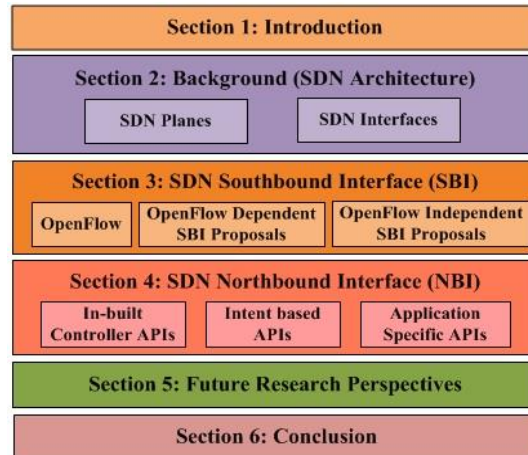 Section 1: Introduction
Section 2: Background (SDN Architecture)
SDN Planes
SDN Interfaces
Section 3: SDN Southbound Interface (SBI)
OpenFlow
OpenFlow Dependent
SBI Proposals
OpenFlow Independent
SBI Proposals
Section 4: SDN Northbound Interface (NBI)
In-built
Controller APIs
Intent based
APIs
Application
Specific APIs
Section 5: Future Research Perspectives
Section 6: Conclusion